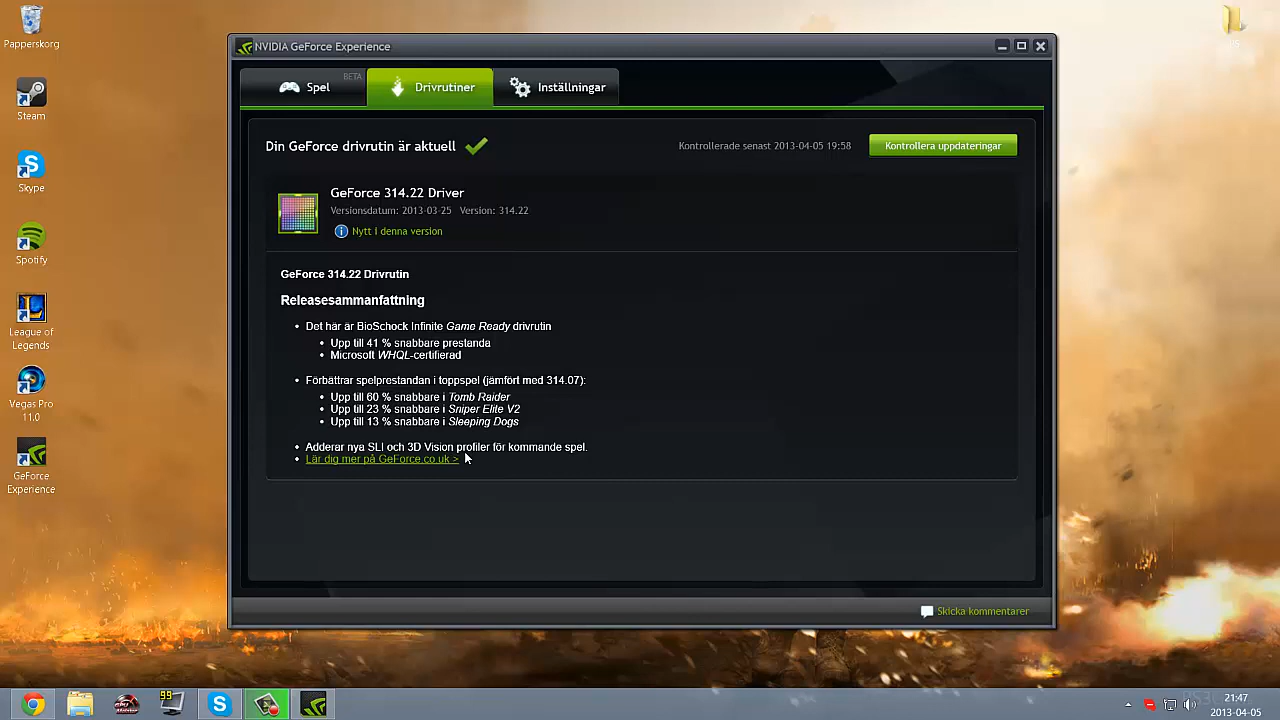 Papperskorg
Steam
Skype
Spotify
League of
Legends
Vegas Pro
11.0
GeForce
Experience
NVIDIA GeForce Experience
Spel
BETA
Drivrutiner
Inställningar
Din GeForce drivrutin är aktuell
Kontrollerade senast 2013-04-05 19:58
Kontrollera uppdateringar
GeForce 314.22 Driver
Versionsdatum: 2013-03-25 Version: 314.22
Nytt I denna version
GeForce 314.22 Drivrutin
Releasesammanfattning
• Det här är BioSchock Infinite Game Ready drivrutin
• Upp till 41 % snabbare prestanda
• Microsoft WHQL-certifierad
• Förbättrar spelprestandan i toppspel (jämfört med 314.07):
• Upp till 60 % snabbare i Tomb Raider
• Upp till 23 % snabbare i Sniper Elite V2
• Upp till 13 % snabbare i Sleeping Dogs
• Adderar nya SLI och 3D Vision profiler för kommande spel.
• Lär dig mer på GeForce.co.uk >
Skicka kommentarer
99
21:47
2013-04-05